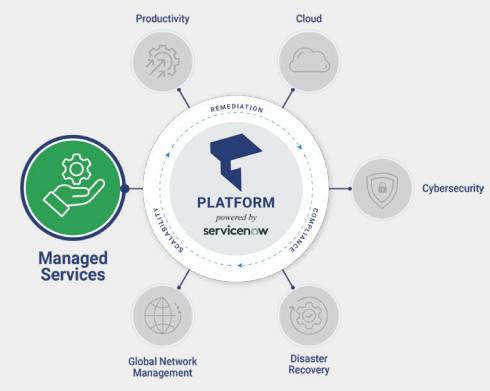 Productivity
Cloud
REMEDIATION
PLATFORM
powered by
servicenow
SCALABILITY
COMPLIANCE
Cybersecurity
Managed
Services
Global Network
Management
Disaster
Recovery